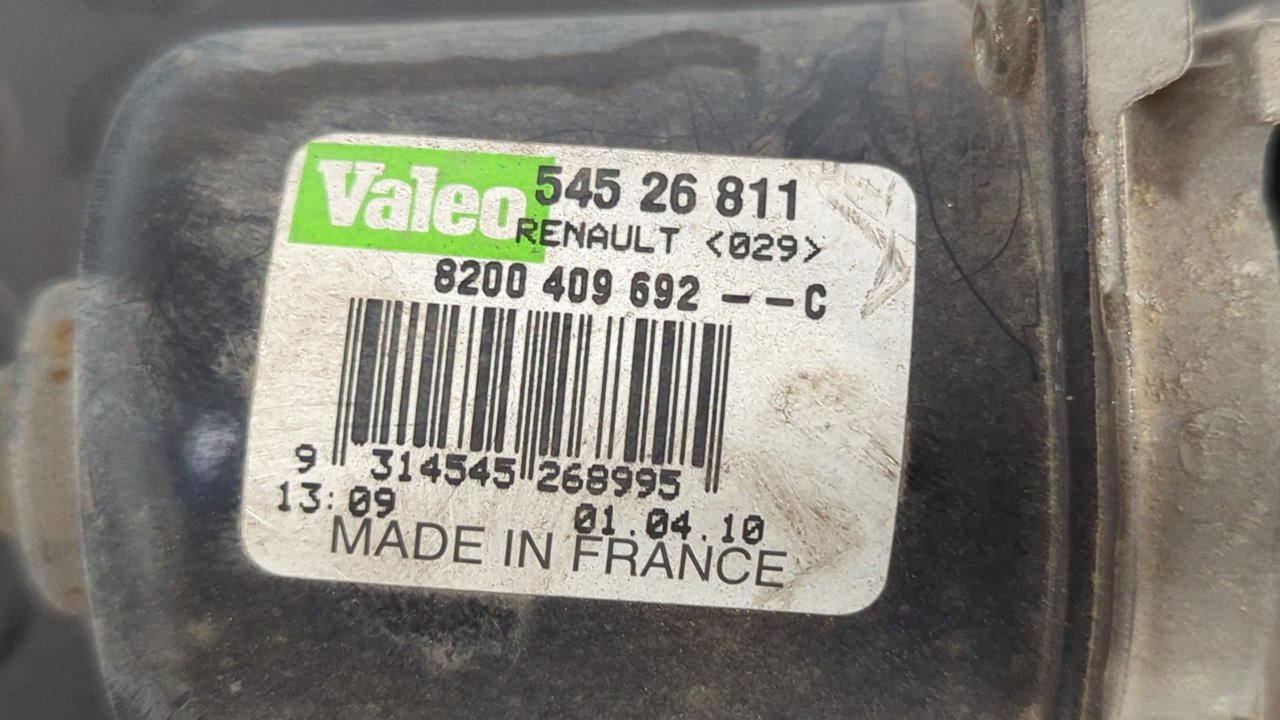 Valeo 545 26 811
RENAULT <029>
8200 409 692 --C
9 314545 268995
13:09 01.04.10
MADE IN FRANCE